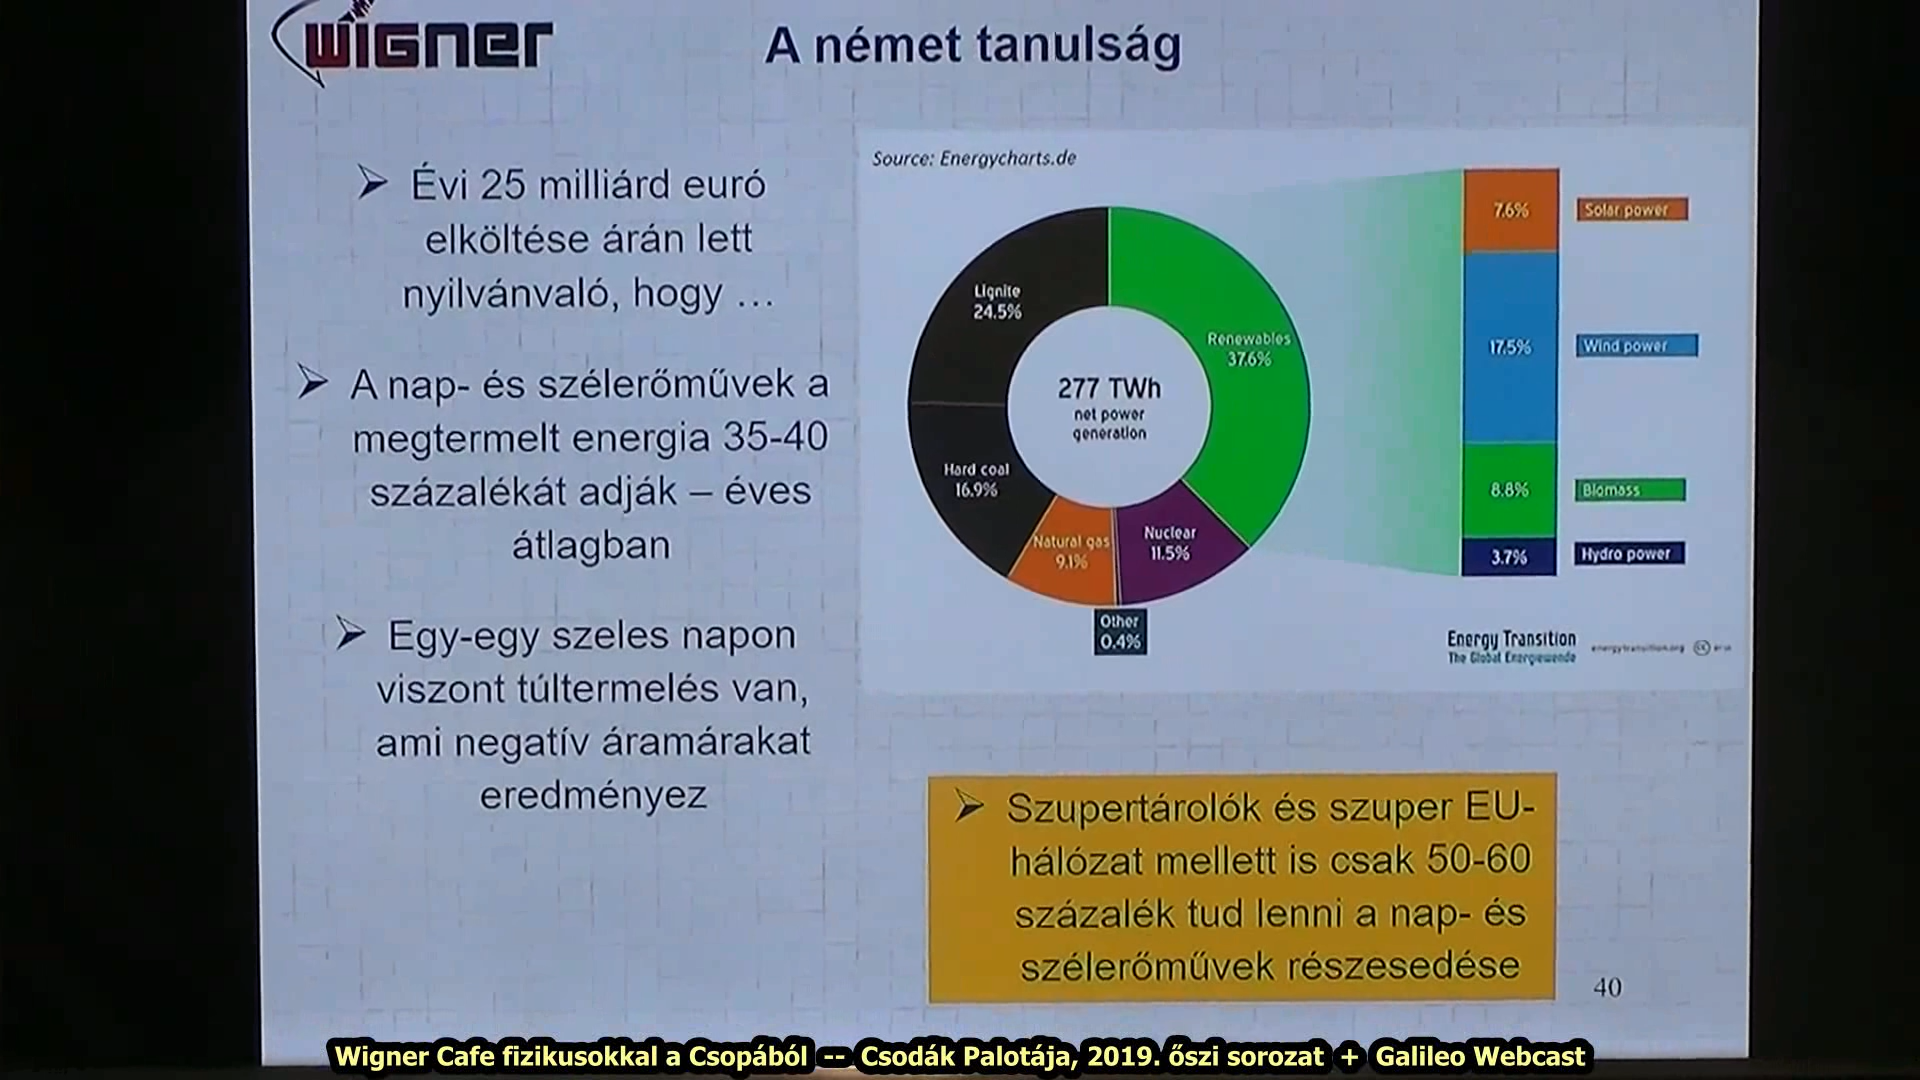 wigner
A német tanulság
Évi 25 milliárd euró
elköltése árán lett
nyilvánvaló, hogy …
A nap- és szélerőművek a
megtermelt energia 35-40
százalékát adják – éves
átlagban
Egy-egy szeles napon
viszont túltermelés van,
ami negatív áramárakat
eredményez
Source: Energycharts.de
Lignite
24.5%
Renewables
37.6%
277 TWh
net power
generation
Hard coal
16.9%
Natural gas
9.1%
Nuclear
11.5%
Other
0.4%
7.6%
Solar power
17.5%
Wind power
8.8%
Biomass
3.7%
Hydro power
Energy Transition
The Global Energiewende
energytransition.org
Szupertárolók és szuper EU-
hálózat mellett is csak 50-60
százalék tud lenni a nap- és
szélerőművek részesedése
40
Wigner Cafe fizikusokkal a Csopából -- Csodák Palotája, 2019. őszi sorozat + Galileo Webcast